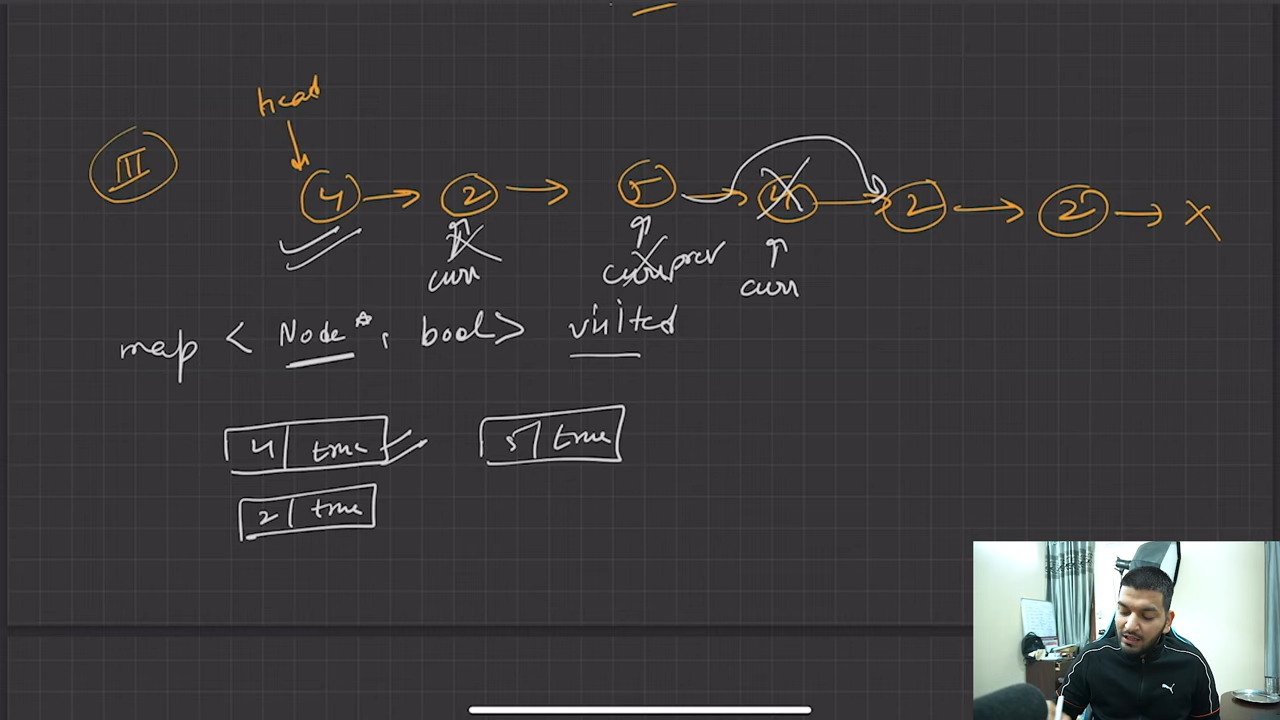 head
III
4 → 2 → 5 → 4 → 2 → 2 → X
curr curr prev curr
map < Node*, bool> visited
4 | true 5 | true
2 | true